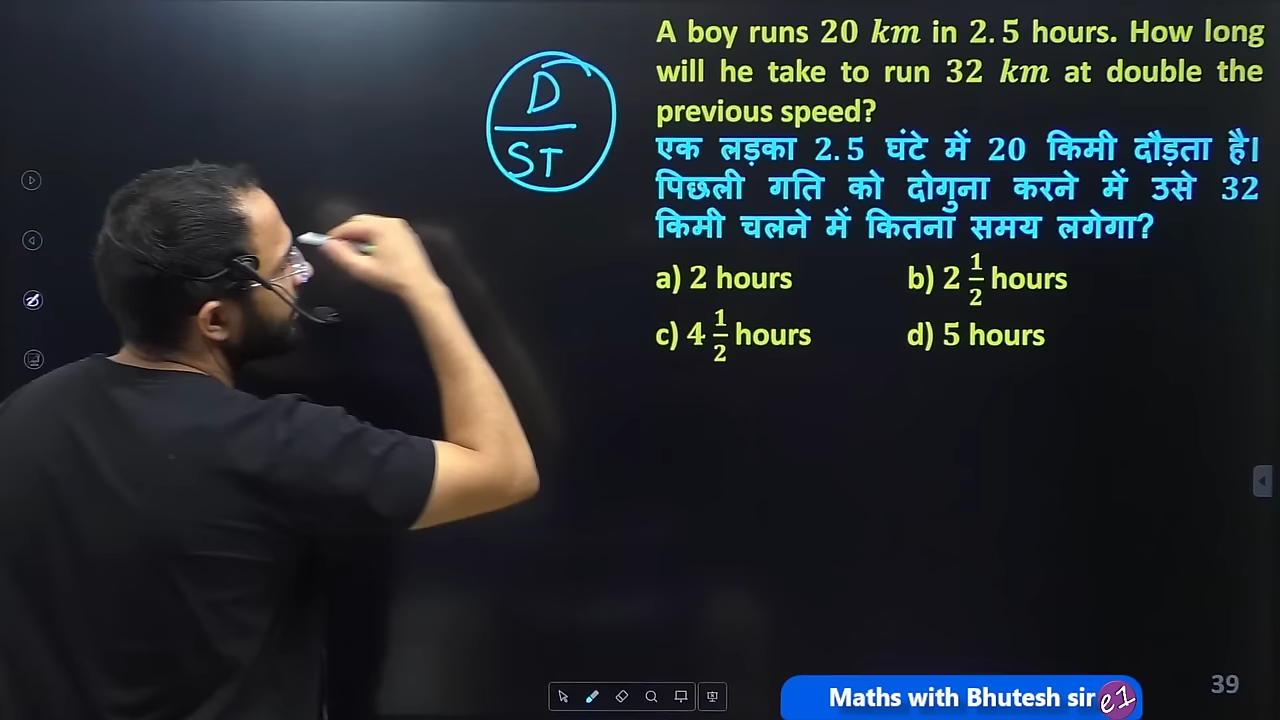 D
ST
A boy runs 20 km in 2.5 hours. How long
will he take to run 32 km at double the
previous speed?
एक लड़का 2.5 घंटे में 20 किमी दौड़ता है।
पिछली गति को दोगुना करने में उसे 32
किमी चलने में कितना समय लगेगा?
a) 2 hours b) 2 1/2 hours
c) 4 1/2 hours d) 5 hours
Maths with Bhutesh sir e1
39